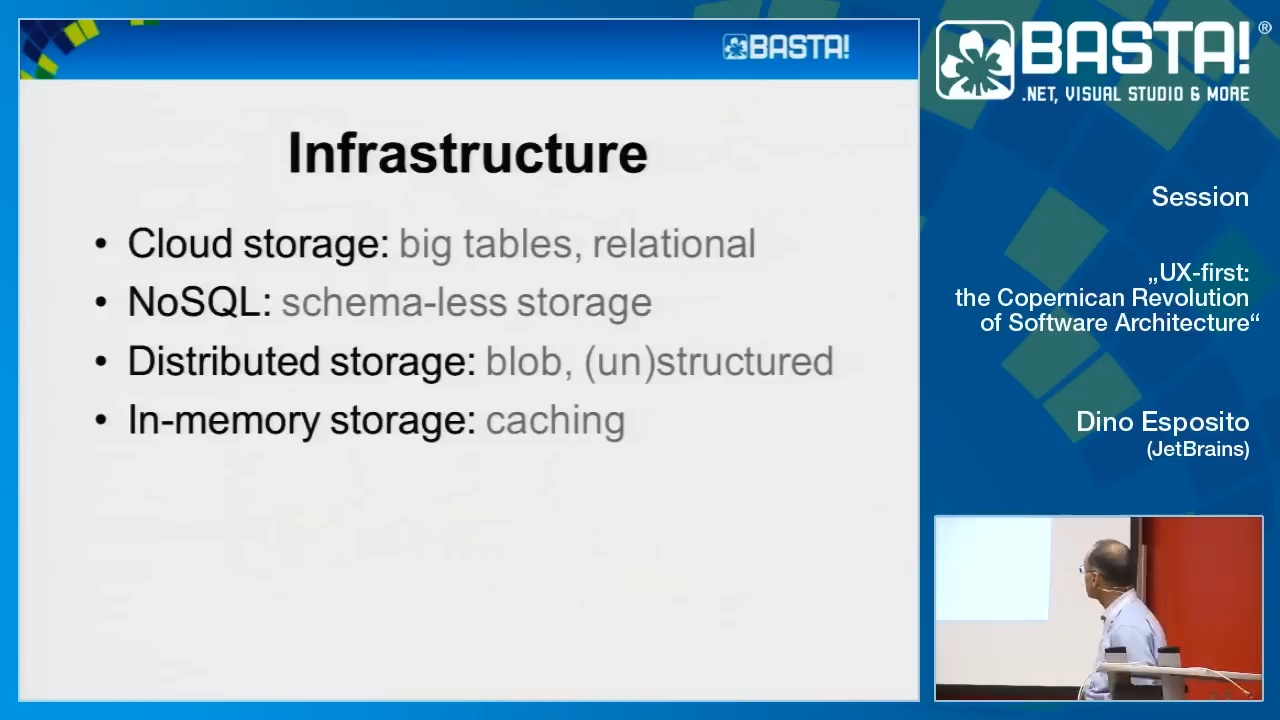 BASTA!
Infrastructure
• Cloud storage: big tables, relational
• NoSQL: schema-less storage
• Distributed storage: blob, (un)structured
• In-memory storage: caching
BASTA!®
.NET, VISUAL STUDIO & MORE
Session
„UX-first:
the Copernican Revolution
of Software Architecture“
Dino Esposito
(JetBrains)